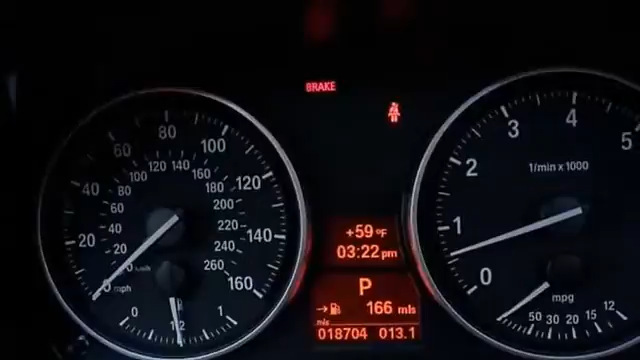 BRAKE
20 40 60 80 100 120 140 160
20 40 60 80 100 120 140 160 180 200 220 240 260
0 km/h
0 mph
0 1/2 1
+59 °F
03:22 pm
P
166 mls
mls
018704 013.1
0 1 2 3 4 5
1/min x 1000
mpg
50 30 20 15 12